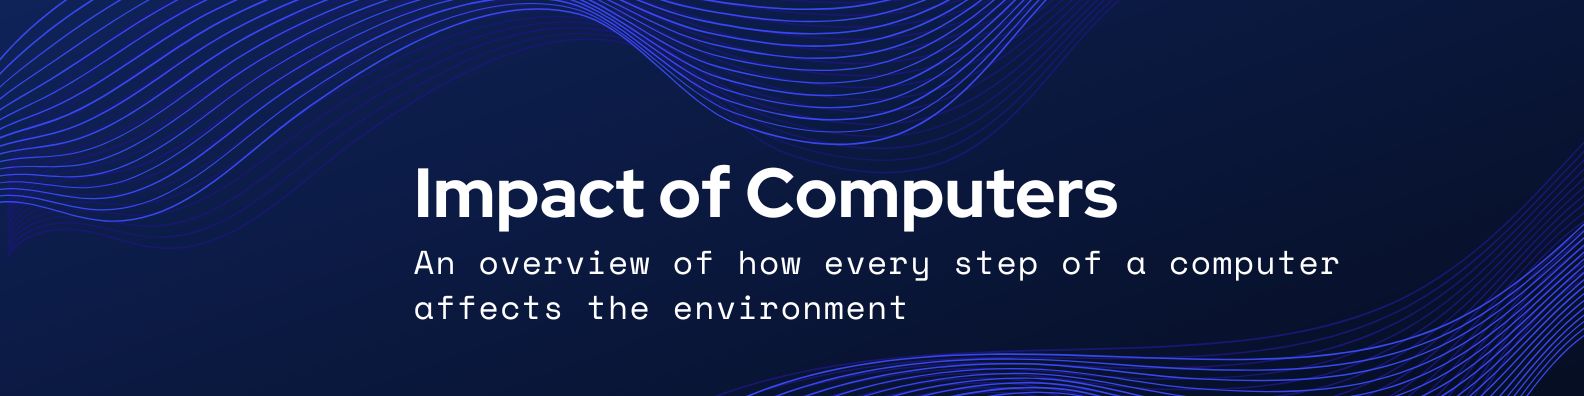 Impact of Computers
An overview of how every step of a computer
affects the environment